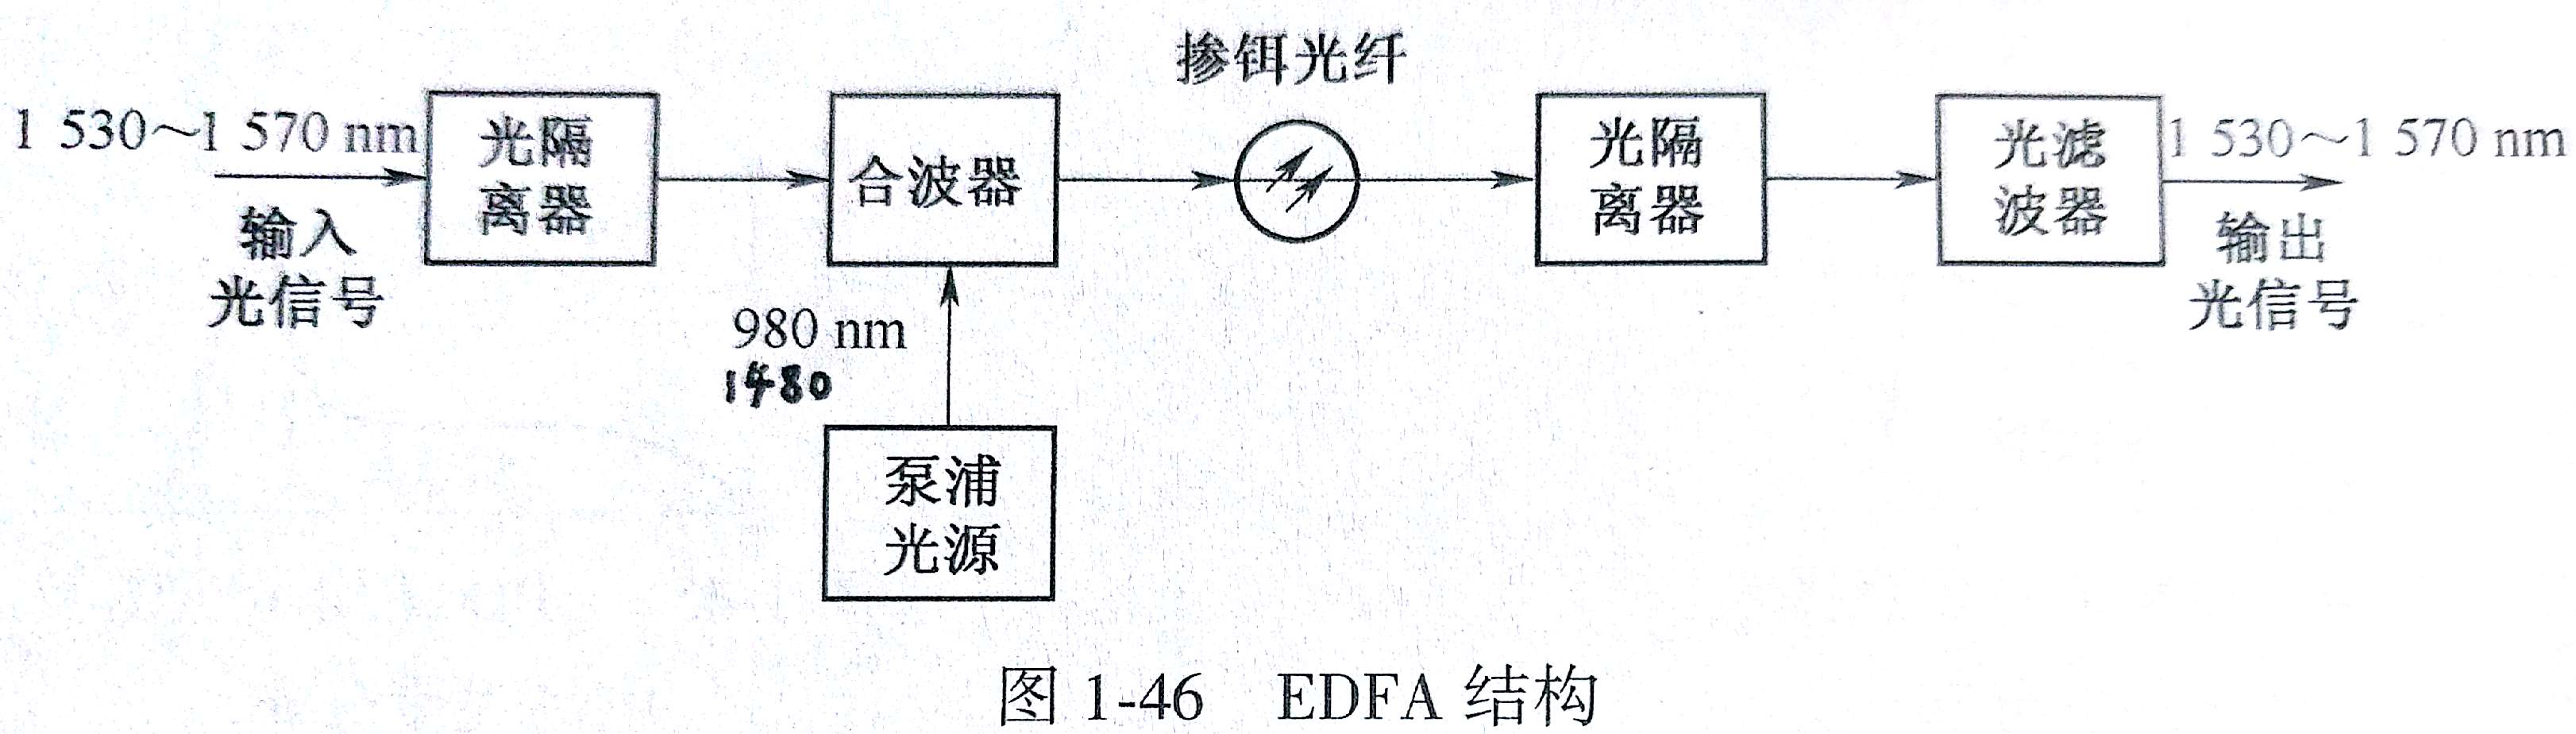 掺铒光纤
1 530～1 570 nm
光隔
离器
合波器
光隔
离器
光滤
波器
1 530～1 570 nm
输入
光信号
输出
光信号
980 nm
1480
泵浦
光源
图 1-46 EDFA 结构